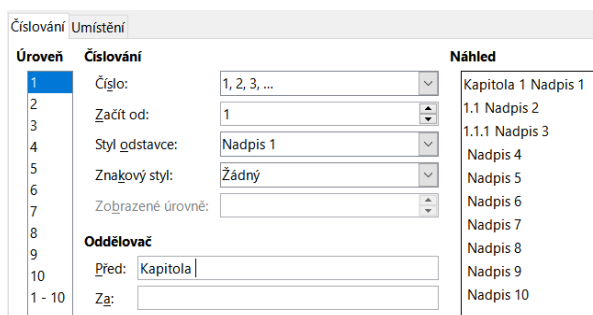 Číslování Umístění
Úroveň
1
2
3
4
5
6
7
8
9
10
1 - 10
Číslování
Číslo: 1, 2, 3, ...
Začít od: 1
Styl odstavce: Nadpis 1
Znakový styl: Žádný
Zobrazené úrovně:
Oddělovač
Před: Kapitola
Za:
Náhled
Kapitola 1 Nadpis 1
1.1 Nadpis 2
1.1.1 Nadpis 3
Nadpis 4
Nadpis 5
Nadpis 6
Nadpis 7
Nadpis 8
Nadpis 9
Nadpis 10